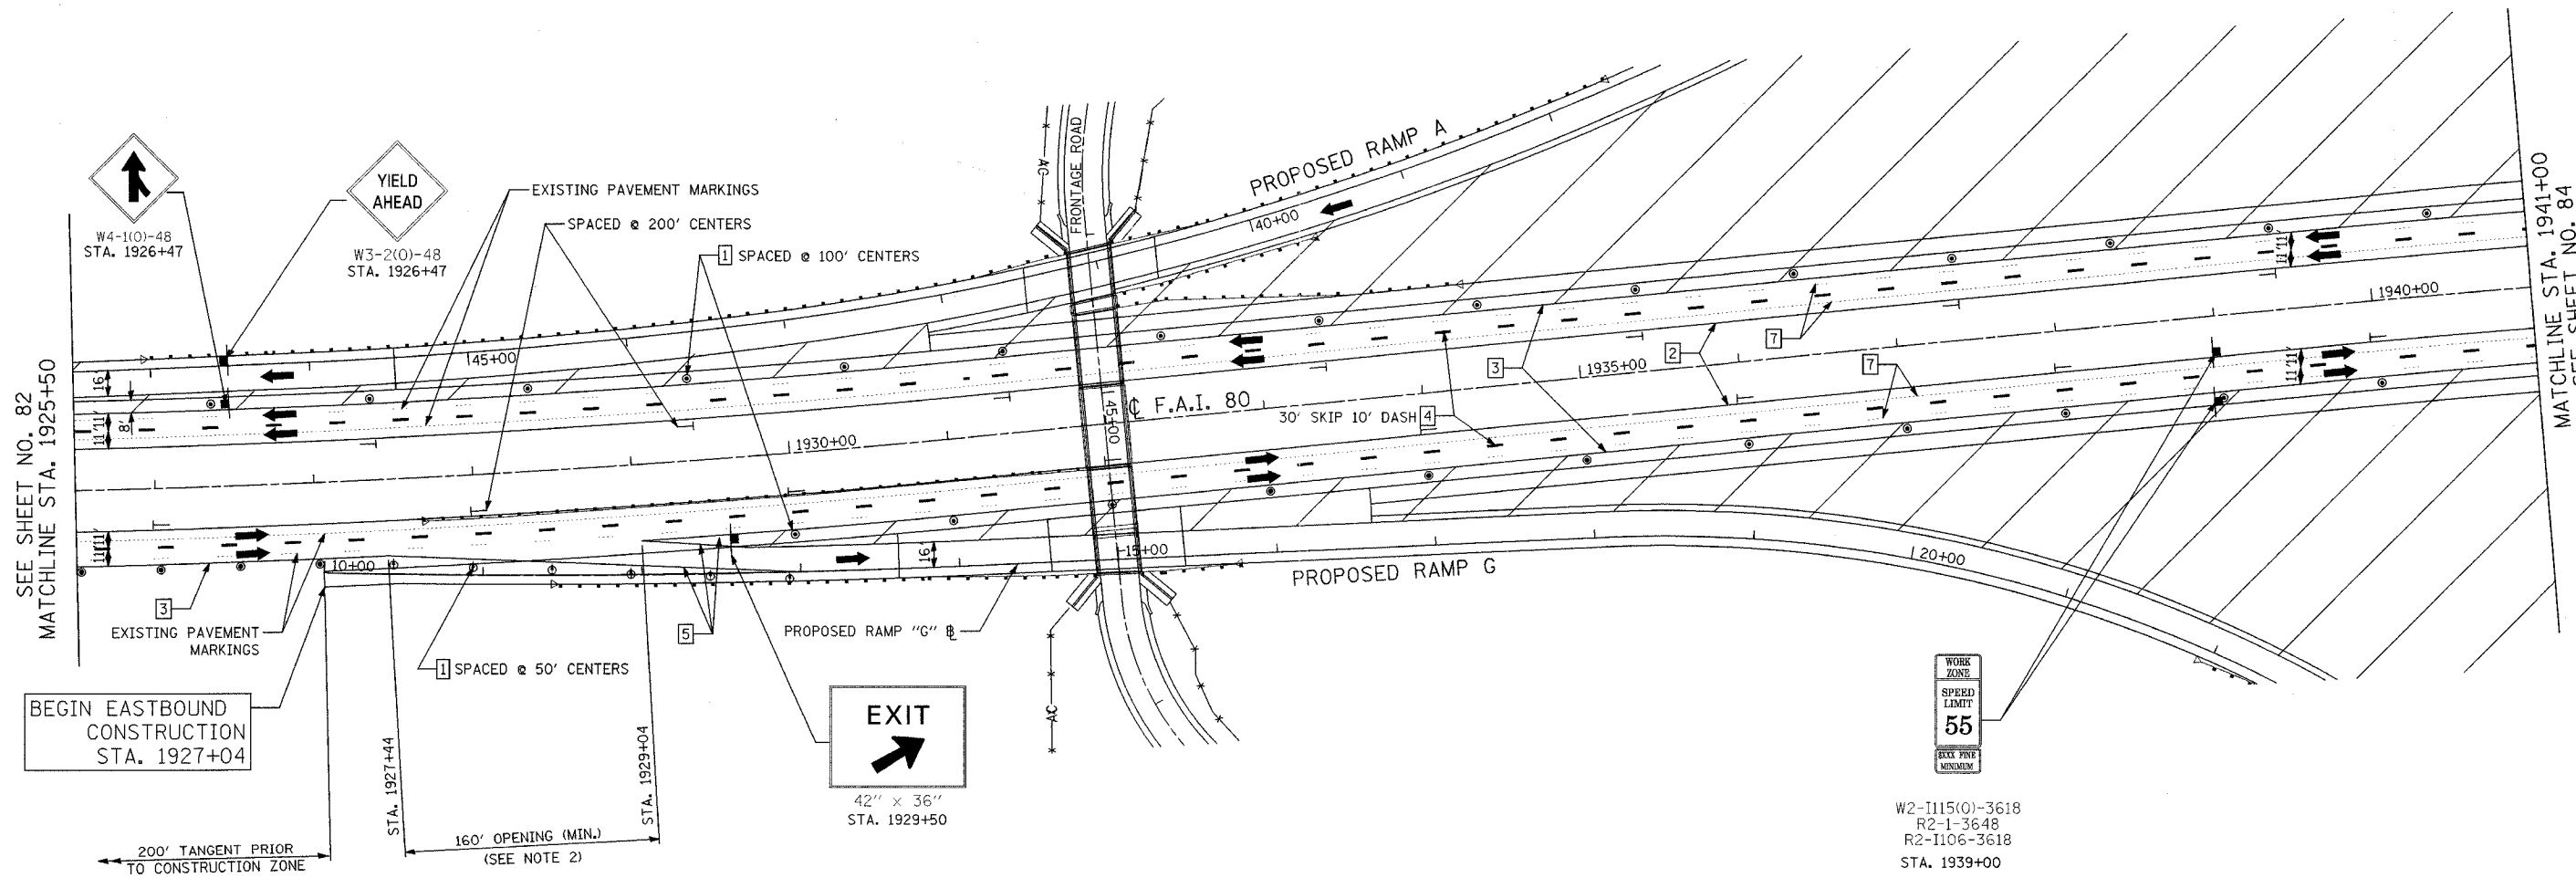 SEE SHEET NO. 82
MATCHLINE STA. 1925+50
W4-1(O)-48
STA. 1926+47
YIELD
AHEAD
W3-2(O)-48
STA. 1926+47
EXISTING PAVEMENT MARKINGS
SPACED @ 200' CENTERS
1 SPACED @ 100' CENTERS
AC
FRONTAGE ROAD
PROPOSED RAMP A
40+00
45+00
16'
8'
11' 11'
1930+00
45+00
℄ F.A.I. 80
30' SKIP 10' DASH 4
3
2
7
7
1935+00
1940+00
11' 11'
11' 11'
MATCHLINE STA. 1941+00
SEE SHEET NO. 84
11' 11'
3
EXISTING PAVEMENT
MARKINGS
10+00
1 SPACED @ 50' CENTERS
5
16'
15+00
20+00
PROPOSED RAMP G
PROPOSED RAMP "G" ℄
AC
BEGIN EASTBOUND
CONSTRUCTION
STA. 1927+04
STA. 1927+44
STA. 1929+04
200' TANGENT PRIOR
TO CONSTRUCTION ZONE
160' OPENING (MIN.)
(SEE NOTE 2)
EXIT
42" x 36"
STA. 1929+50
WORK
ZONE
SPEED
LIMIT
55
$XXX FINE
MINIMUM
W2-I115(O)-3618
R2-1-3648
R2-I106-3618
STA. 1939+00